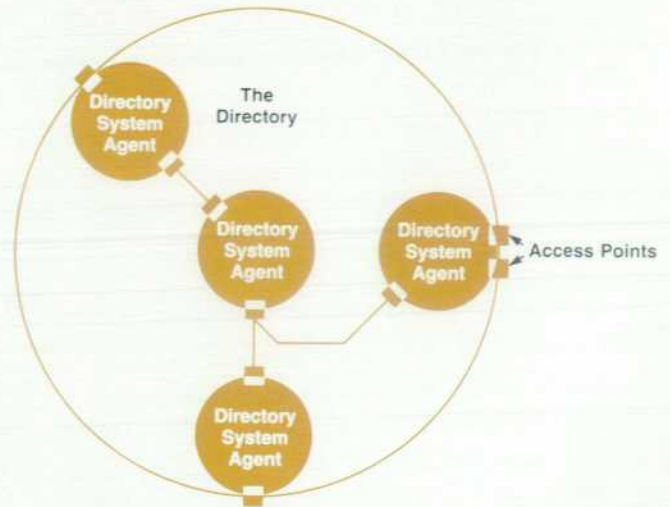 The
Directory
Directory
System
Agent
Directory
System
Agent
Directory
System
Agent
Access Points
Directory
System
Agent